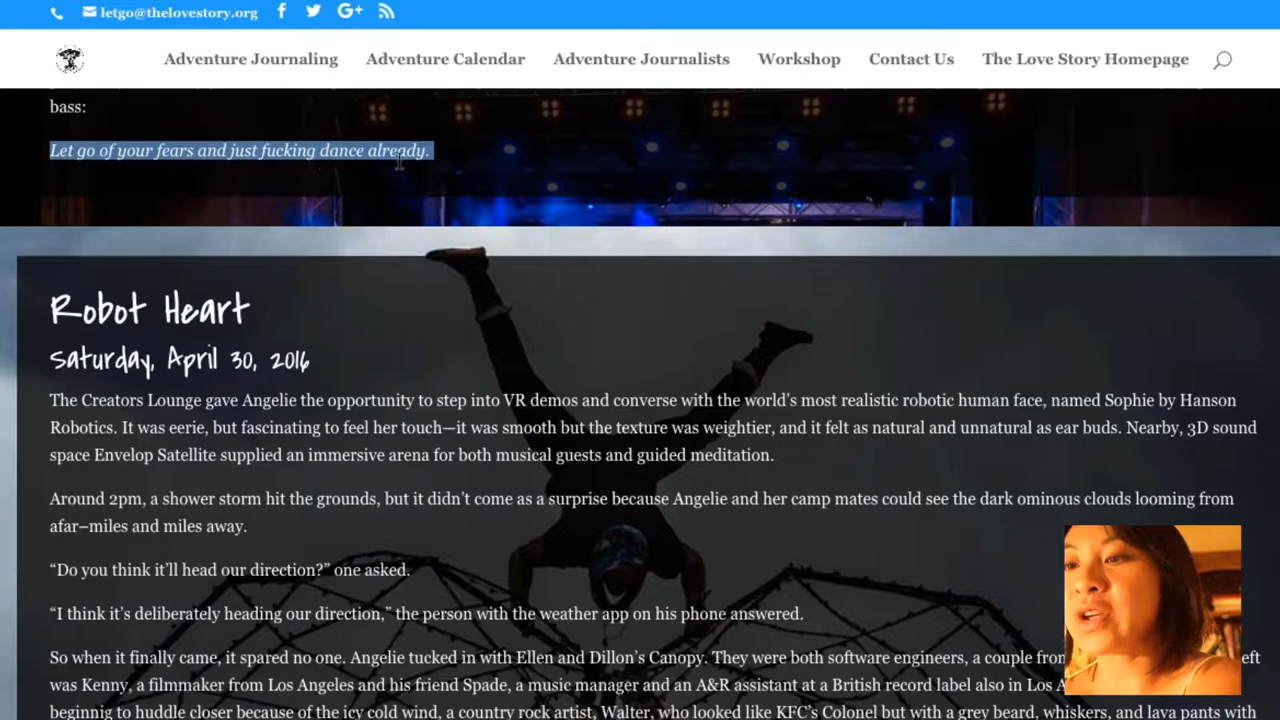 letgo@thelovestory.org
Adventure Journaling Adventure Calendar Adventure Journalists Workshop Contact Us The Love Story Homepage
bass:
Let go of your fears and just fucking dance already.
Robot Heart
Saturday, April 30, 2016
The Creators Lounge gave Angelie the opportunity to step into VR demos and converse with the world's most realistic robotic human face, named Sophie by Hanson
Robotics. It was eerie, but fascinating to feel her touch—it was smooth but the texture was weightier, and it felt as natural and unnatural as ear buds. Nearby, 3D sound
space Envelop Satellite supplied an immersive arena for both musical guests and guided meditation.
Around 2pm, a shower storm hit the grounds, but it didn't come as a surprise because Angelie and her camp mates could see the dark ominous clouds looming from
afar–miles and miles away.
“Do you think it’ll head our direction?” one asked.
“I think it’s deliberately heading our direction,” the person with the weather app on his phone answered.
So when it finally came, it spared no one. Angelie tucked in with Ellen and Dillon’s Canopy. They were both software engineers, a couple from eft
was Kenny, a filmmaker from Los Angeles and his friend Spade, a music manager and an A&R assistant at a British record label also in Los A
beginnig to huddle closer because of the icy cold wind, a country rock artist, Walter, who looked like KFC’s Colonel but with a grey beard, whiskers, and lava pants with